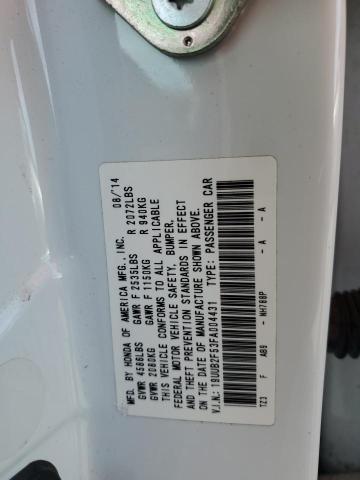 MFD. BY HONDA OF AMERICA MFG., INC. 08/14
GVWR 4586LBS GAWR F 2535LBS R 2072LBS
GVWR 2080KG GAWR F 1150KG R 940KG
THIS VEHICLE CONFORMS TO ALL APPLICABLE
FEDERAL MOTOR VEHICLE SAFETY, BUMPER,
AND THEFT PREVENTION STANDARDS IN EFFECT
ON THE DATE OF MANUFACTURE SHOWN ABOVE.
V.I.N.: 19UUB2F53FA004431 TYPE: PASSENGER CAR
TZ3 F AB9 - NH788P - A - A